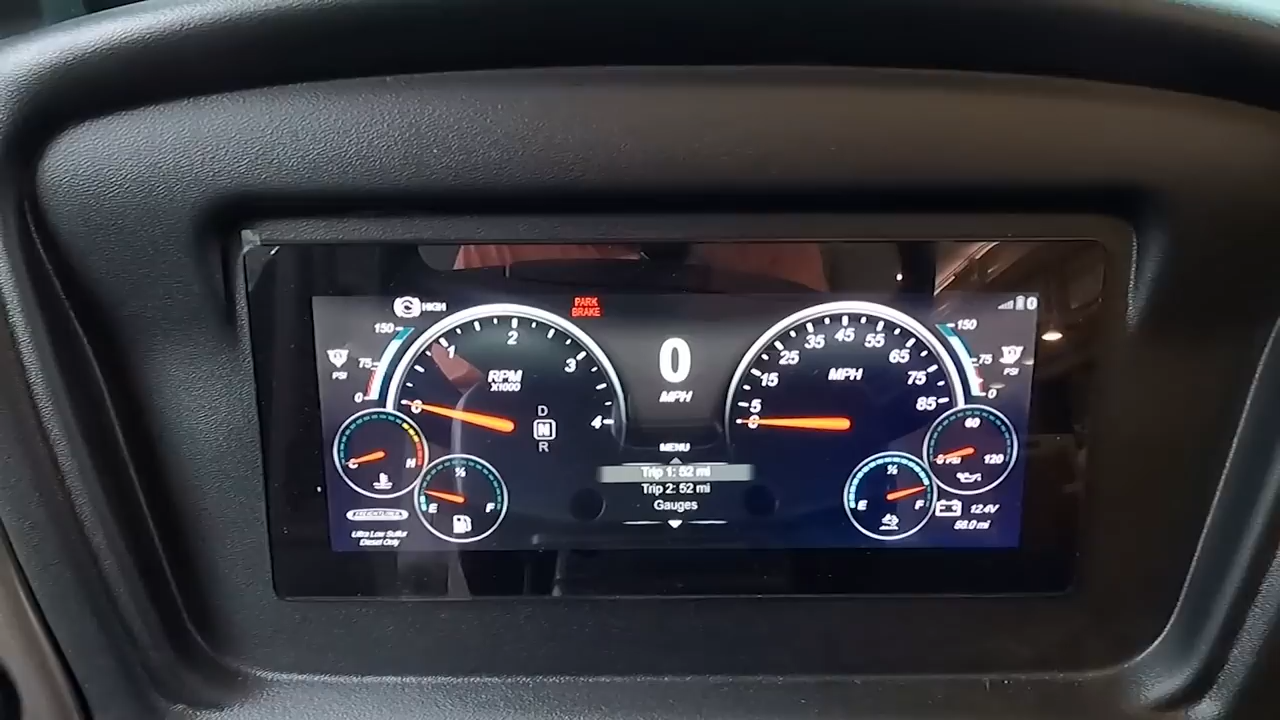 HIGH
PARK
BRAKE
150
75
PSI
0
0
1
2
3
4
RPM
X1000
D
N
R
0
MPH
MENU
Trip 1: 52 mi
Trip 2: 52 mi
Gauges
5
15
25
35
45
55
65
75
85
MPH
150
75
PSI
0
C
H
E
½
F
FREIGHTLINER
Ultra Low Sulfur
Diesel Only
E
½
F
0 PSI
60
120
12.4V
58.0 mi